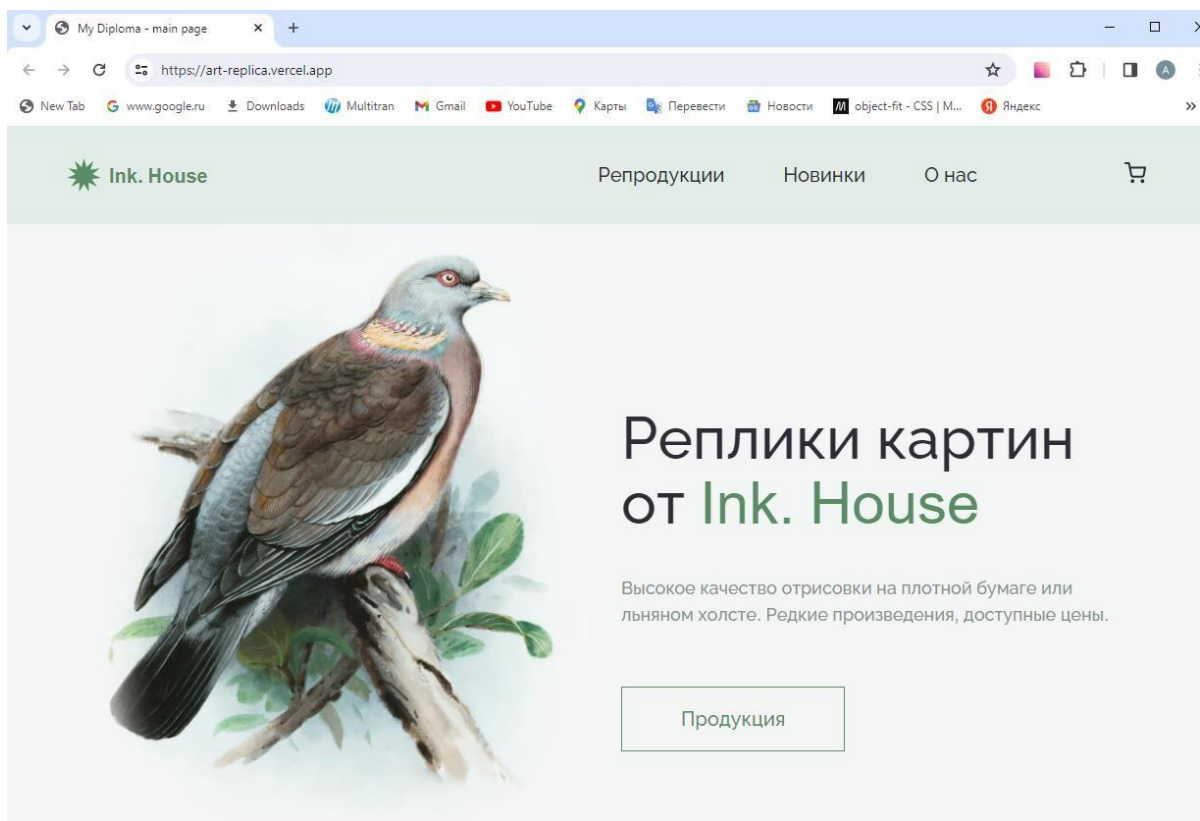 My Diploma - main page
https://art-replica.vercel.app
A
New Tab
www.google.ru
Downloads
Multitran
Gmail
YouTube
Карты
Перевести
Новости
object-fit - CSS | M...
Яндекс
»
Ink. House
Репродукции
Новинки
О нас
Реплики картин
от Ink. House
Высокое качество отрисовки на плотной бумаге или
льняном холсте. Редкие произведения, доступные цены.
Продукция